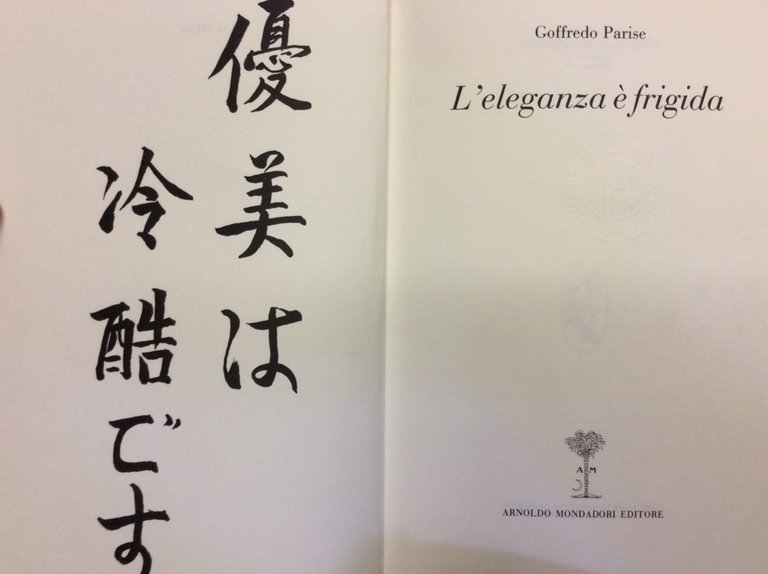 優美は
冷酷です
Goffredo Parise
L'eleganza è frigida
A M
ARNOLDO MONDADORI EDITORE